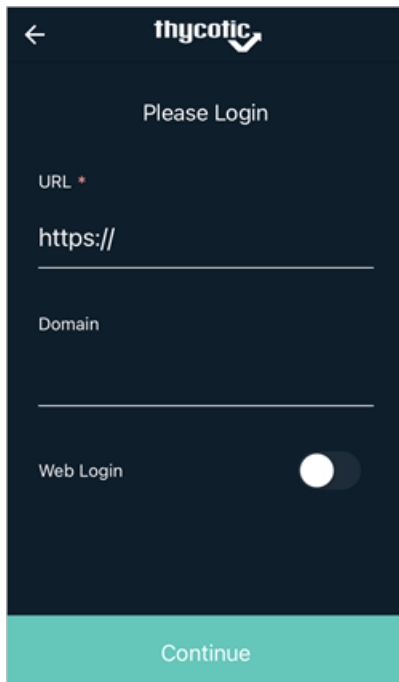 thycotic
Please Login
URL *
https://
Domain
Web Login
Continue